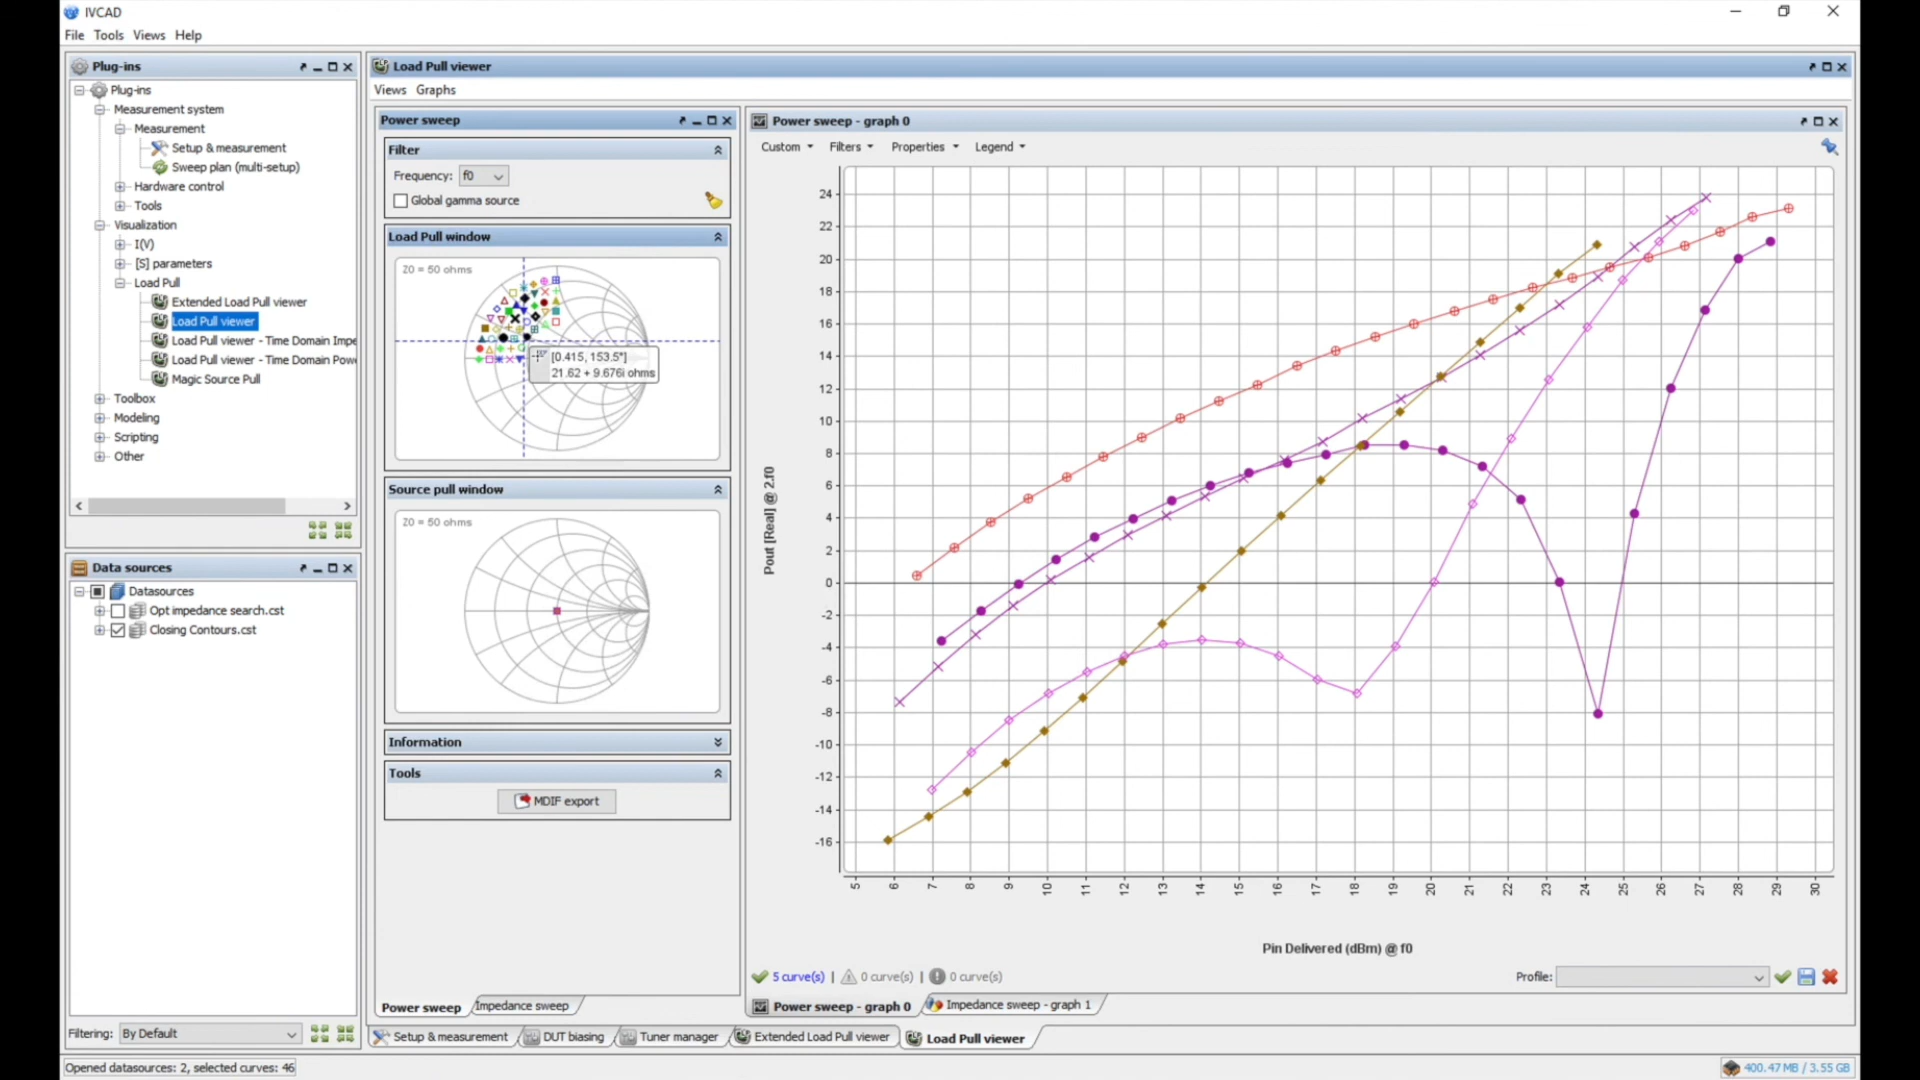 IVCAD
File Tools Views Help
Plug-ins
Plug-ins
Measurement system
Measurement
Setup & measurement
Sweep plan (multi-setup)
Hardware control
Tools
Visualization
I(V)
[S] parameters
Load Pull
Extended Load Pull viewer
Load Pull viewer
Load Pull viewer - Time Domain Impe
Load Pull viewer - Time Domain Powe
Magic Source Pull
Toolbox
Modeling
Scripting
Other
Data sources
Datasources
Opt impedance search.cst
Closing Contours.cst
Filtering: By Default
Opened datasources: 2, selected curves: 46
Load Pull viewer
Views Graphs
Power sweep
Filter
Frequency: f0
Global gamma source
Load Pull window
Z0 = 50 ohms
[0.415, 153.5°]
21.62 + 9.676i ohms
Source pull window
Z0 = 50 ohms
Information
Tools
MDIF export
Power sweep Impedance sweep
Power sweep - graph 0
Custom Filters Properties Legend
24
22
20
18
16
14
12
10
8
6
4
2
0
-2
-4
-6
-8
-10
-12
-14
-16
Pout [Real] @ 2.f0
5 6 7 8 9 10 11 12 13 14 15 16 17 18 19 20 21 22 23 24 25 26 27 28 29 30
Pin Delivered (dBm) @ f0
5 curve(s) | 0 curve(s) | 0 curve(s)
Profile:
Power sweep - graph 0 Impedance sweep - graph 1
Setup & measurement DUT biasing Tuner manager Extended Load Pull viewer Load Pull viewer
400.47 MB / 3.55 GB